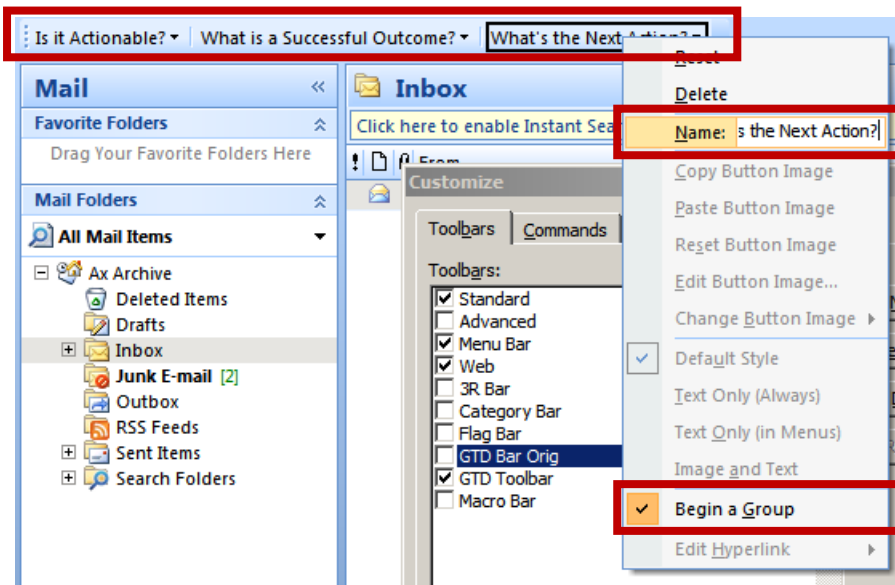 Is it Actionable? What is a Successful Outcome? What's the Next Action?
Reset
Mail
Inbox
Delete
Favorite Folders
Click here to enable Instant Sea
Name: s the Next Action?
Drag Your Favorite Folders Here
From
Copy Button Image
Customize
Mail Folders
Paste Button Image
All Mail Items
Toolbars Commands
Reset Button Image
Ax Archive
Toolbars:
Edit Button Image...
Deleted Items
Standard
Drafts
Advanced
Change Button Image
Inbox
Menu Bar
Default Style
Junk E-mail [2]
Web
Outbox
3R Bar
Text Only (Always)
RSS Feeds
Category Bar
Text Only (in Menus)
Sent Items
Flag Bar
GTD Bar Orig
Image and Text
Search Folders
GTD Toolbar
Macro Bar
Begin a Group
Edit Hyperlink